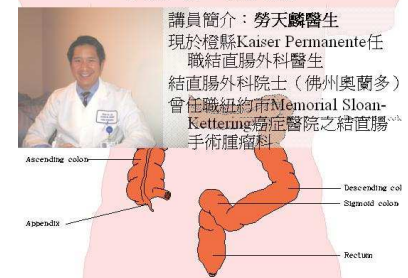 講員簡介：勞天麟醫生
現於橙縣Kaiser Permanente任
職結直腸外科醫生
結直腸外科院士（佛州奧蘭多）
曾任職紐約市Memorial Sloan-
Kettering癌症醫院之結直腸
手術腫瘤科
Ascending colon
Appendix
Descending col
Sigmoid colon
Rectum